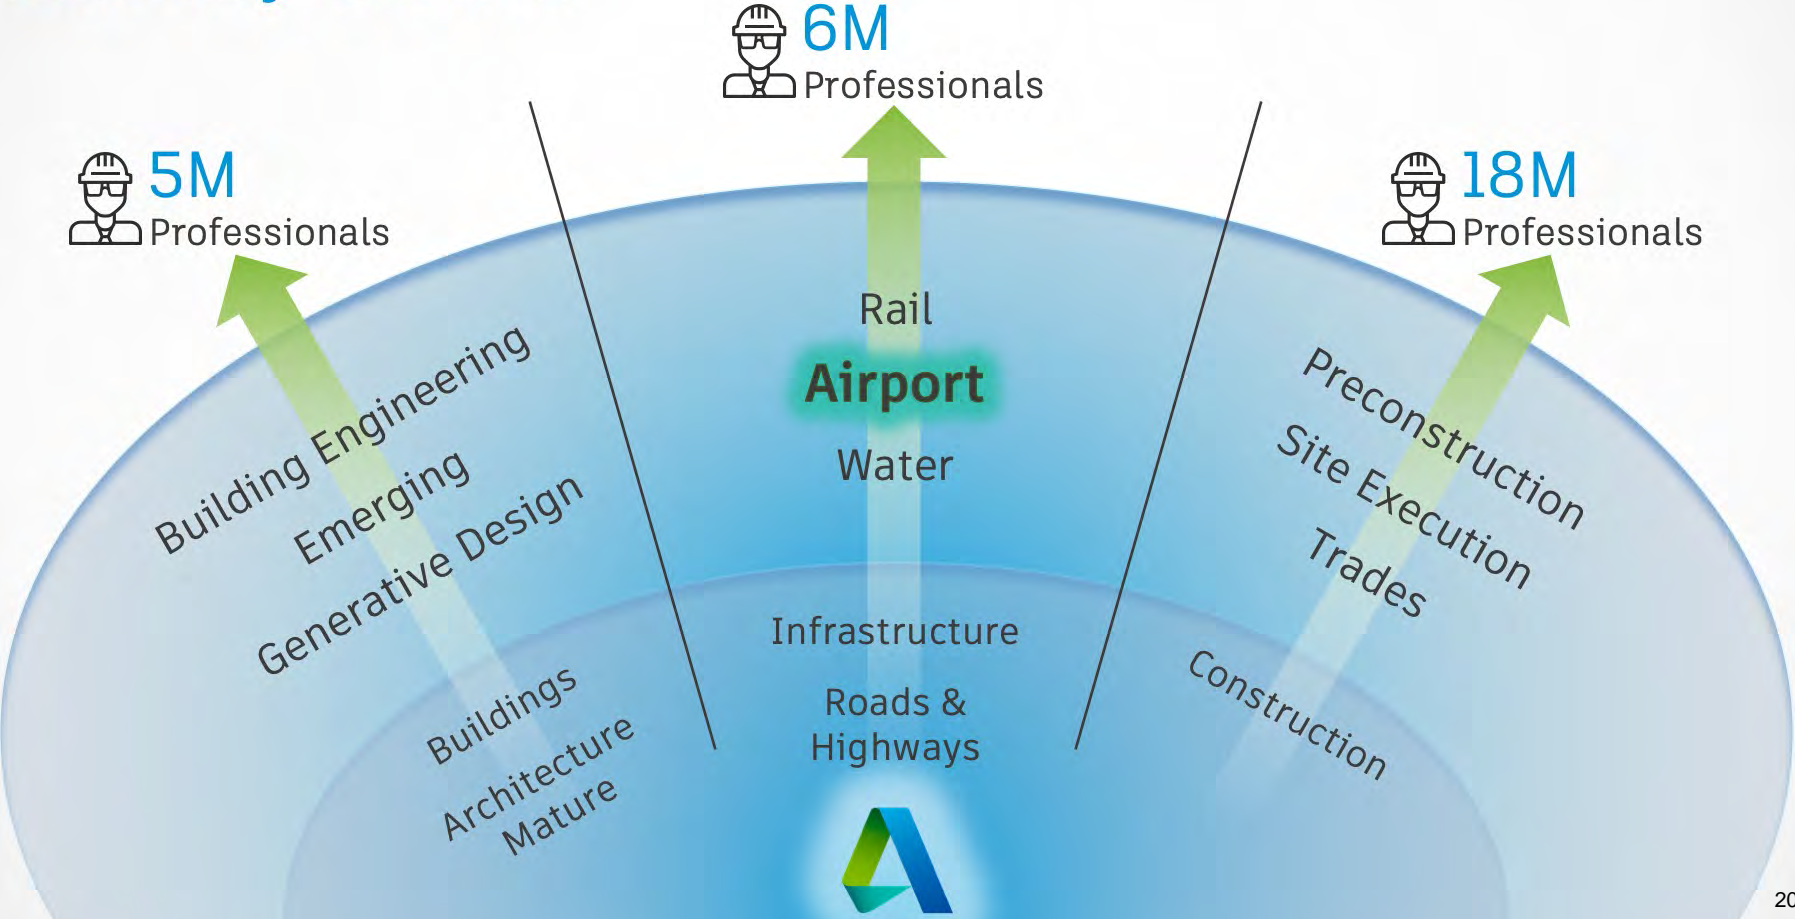 6M
Professionals
5M
Professionals
18M
Professionals
Building Engineering
Emerging
Generative Design
Buildings
Architecture
Mature
Rail
Airport
Water
Infrastructure
Roads &
Highways
Preconstruction
Site Execution
Trades
Construction
20